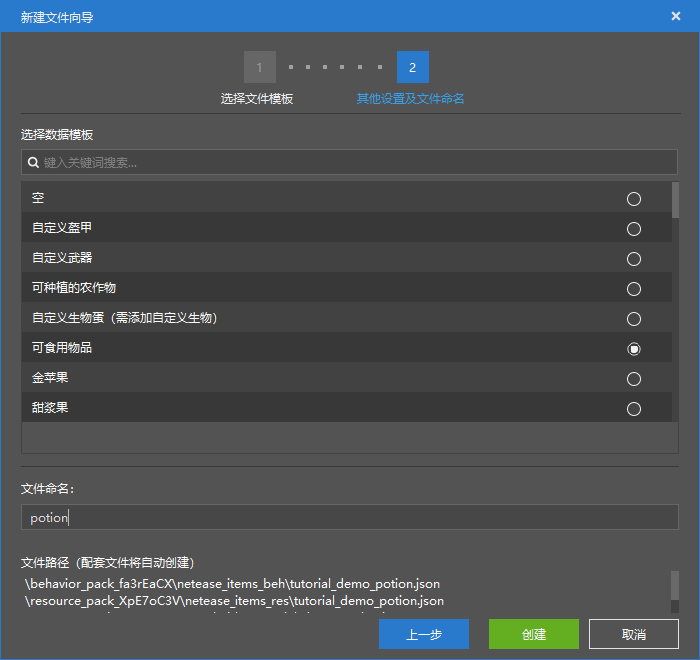 新建文件向导
1
2
选择文件模板
其他设置及文件命名
选择数据模板
键入关键词搜索...
空
自定义盔甲
自定义武器
可种植的农作物
自定义生物蛋（需添加自定义生物）
可食用物品
金苹果
甜浆果
文件命名：
potion
文件路径（配套文件将自动创建）
\behavior_pack_fa3rEaCX\netease_items_beh\tutorial_demo_potion.json
\resource_pack_XpE7oC3V\netease_items_res\tutorial_demo_potion.json
上一步
创建
取消